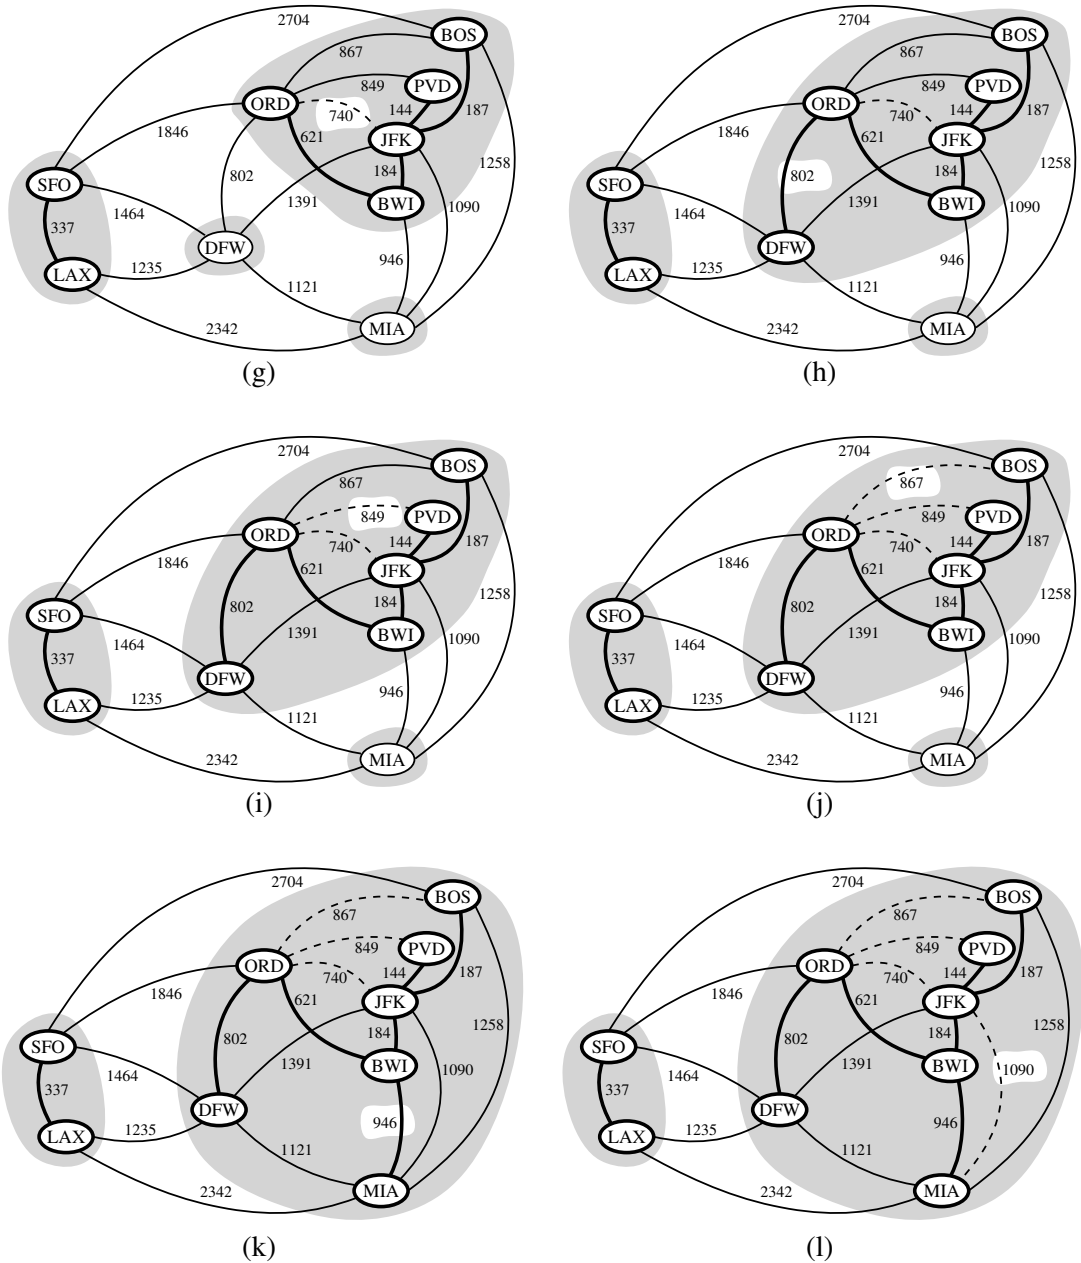 2704
BOS
867
849
PVD
ORD
144
187
740
1846
621
JFK
1258
802
184
SFO
1391
BWI
1464
1090
337
DFW
946
LAX
1235
1121
2342
MIA
(g)
2704
BOS
867
849
PVD
ORD
144
187
740
1846
621
JFK
1258
802
184
SFO
1391
BWI
1464
1090
337
DFW
946
LAX
1235
1121
2342
MIA
(h)
2704
BOS
867
849
PVD
ORD
144
187
740
1846
621
JFK
1258
802
184
SFO
1391
BWI
1464
1090
337
DFW
946
LAX
1235
1121
2342
MIA
(i)
2704
BOS
867
849
PVD
ORD
144
187
740
1846
621
JFK
1258
802
184
SFO
1391
BWI
1464
1090
337
DFW
946
LAX
1235
1121
2342
MIA
(j)
2704
BOS
867
849
PVD
ORD
144
187
740
1846
621
JFK
1258
802
184
SFO
1391
BWI
1464
1090
337
DFW
946
LAX
1235
1121
2342
MIA
(k)
2704
BOS
867
849
PVD
ORD
144
187
740
1846
621
JFK
1258
802
184
SFO
1391
BWI
1464
1090
337
DFW
946
LAX
1235
1121
2342
MIA
(l)